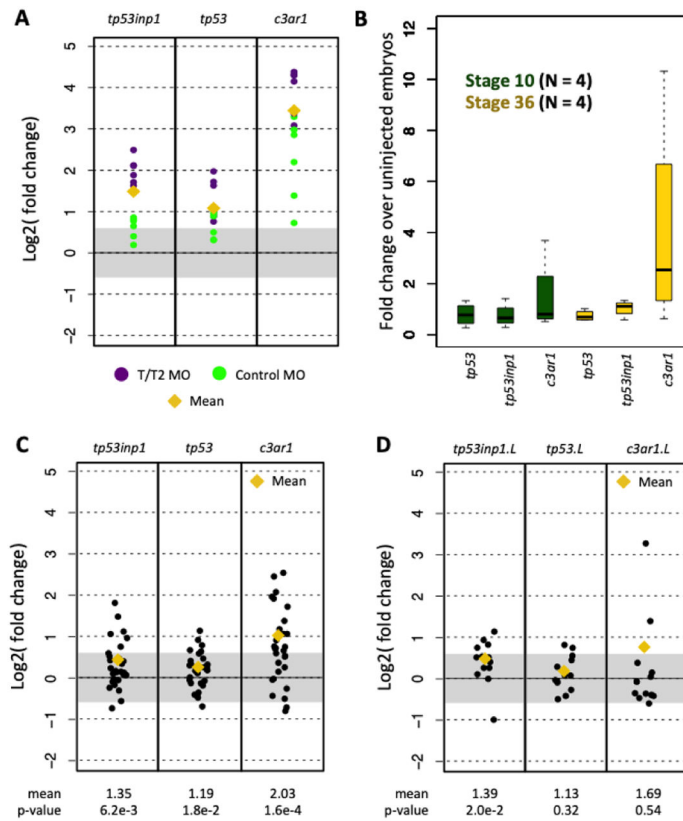 A
tp53inp1 tp53 c3ar1
Log2( fold change)
5
4
3
2
1
0
−1
−2
T/T2 MO Control MO
Mean
B
Fold change over uninjected embryos
12
10
8
6
4
2
0
Stage 10 (N = 4)
Stage 36 (N = 4)
tp53 tp53inp1 c3ar1 tp53 tp53inp1 c3ar1
C
tp53inp1 tp53 c3ar1
Mean
Log2( fold change)
5
4
3
2
1
0
−1
−2
mean 1.35 1.19 2.03
p-value 6.2e-3 1.8e-2 1.6e-4
D
tp53inp1.L tp53.L c3ar1.L
Mean
Log2( fold change)
5
4
3
2
1
0
−1
−2
mean 1.39 1.13 1.69
p-value 2.0e-2 0.32 0.54